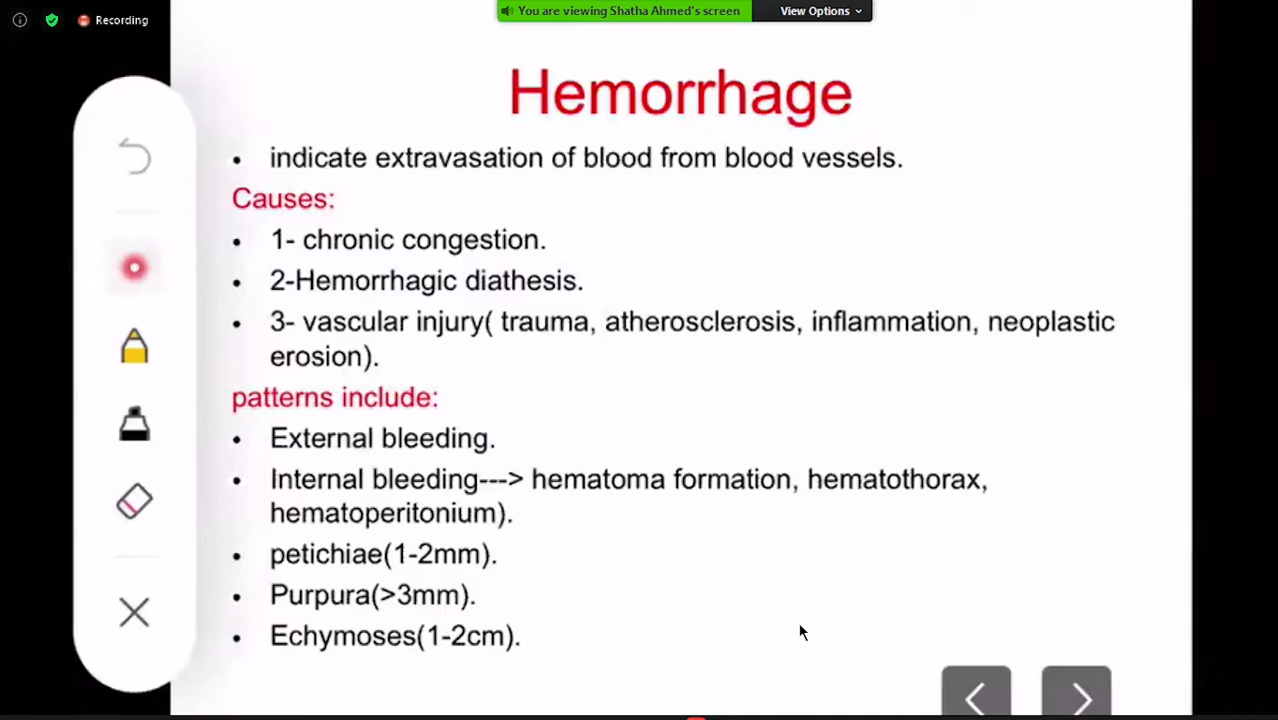 Recording
You are viewing Shatha Ahmed's screen
View Options
Hemorrhage
• indicate extravasation of blood from blood vessels.
Causes:
• 1- chronic congestion.
• 2-Hemorrhagic diathesis.
• 3- vascular injury( trauma, atherosclerosis, inflammation, neoplastic
erosion).
patterns include:
• External bleeding.
• Internal bleeding---> hematoma formation, hematothorax,
hematoperitonium).
• petichiae(1-2mm).
• Purpura(>3mm).
• Echymoses(1-2cm).